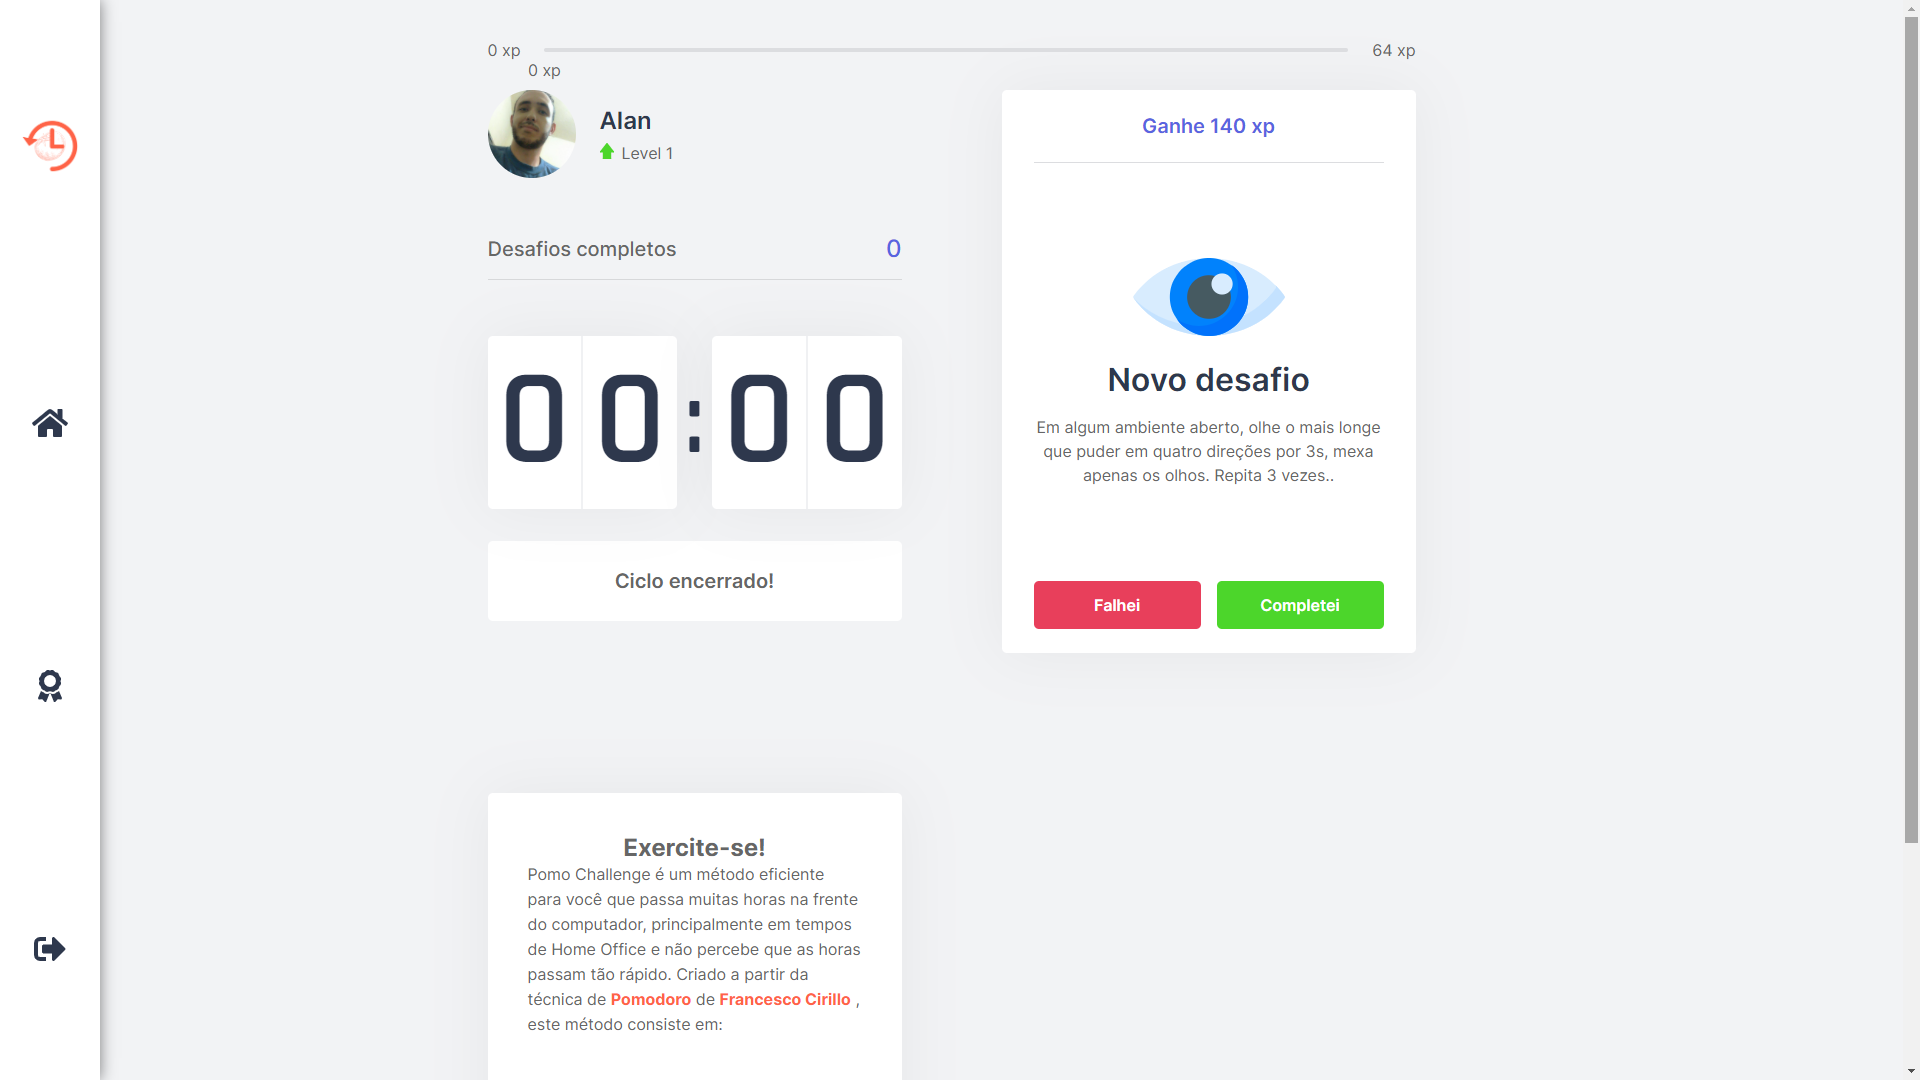 0 xp
64 xp
0 xp
Alan
Level 1
Desafios completos
0
00:00
Ciclo encerrado!
Ganhe 140 xp
Novo desafio
Em algum ambiente aberto, olhe o mais longe
que puder em quatro direções por 3s, mexa
apenas os olhos. Repita 3 vezes..
Falhei
Completei
Exercite-se!
Pomo Challenge é um método eficiente
para você que passa muitas horas na frente
do computador, principalmente em tempos
de Home Office e não percebe que as horas
passam tão rápido. Criado a partir da
técnica de Pomodoro de Francesco Cirillo ,
este método consiste em: